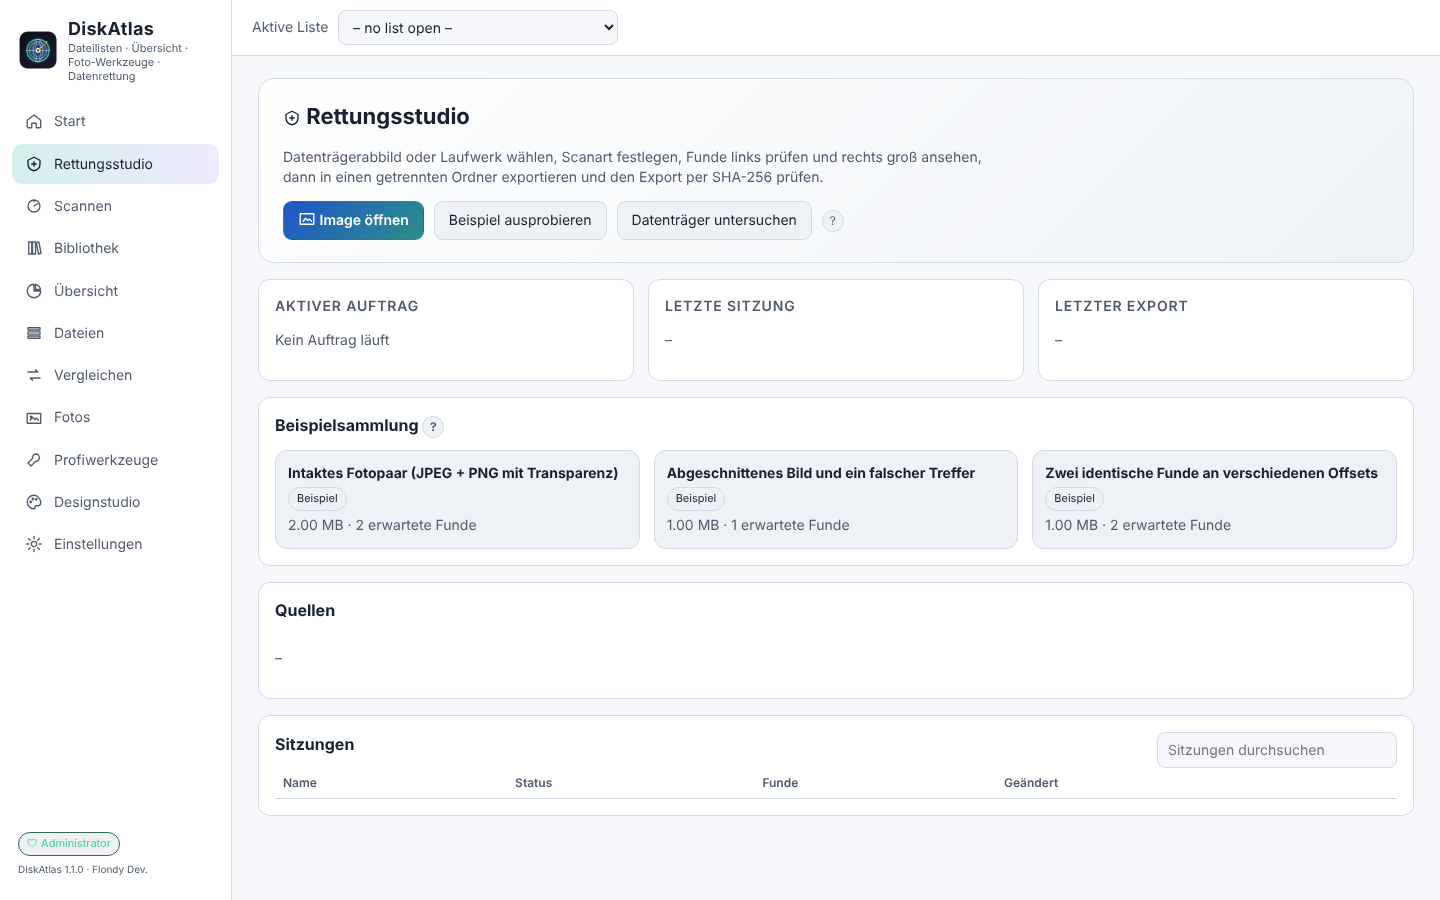 DiskAtlas
Dateilisten · Übersicht ·
Foto-Werkzeuge ·
Datenrettung
Start
Rettungsstudio
Scannen
Bibliothek
Übersicht
Dateien
Vergleichen
Fotos
Profiwerkzeuge
Designstudio
Einstellungen
Administrator
DiskAtlas 1.1.0 · Flondy Dev.
Aktive Liste
– no list open –
Rettungsstudio
Datenträgerabbild oder Laufwerk wählen, Scanart festlegen, Funde links prüfen und rechts groß ansehen,
dann in einen getrennten Ordner exportieren und den Export per SHA-256 prüfen.
Image öffnen
Beispiel ausprobieren
Datenträger untersuchen
?
AKTIVER AUFTRAG
Kein Auftrag läuft
LETZTE SITZUNG
–
LETZTER EXPORT
–
Beispielsammlung ?
Intaktes Fotopaar (JPEG + PNG mit Transparenz)
Beispiel
2.00 MB · 2 erwartete Funde
Abgeschnittenes Bild und ein falscher Treffer
Beispiel
1.00 MB · 1 erwartete Funde
Zwei identische Funde an verschiedenen Offsets
Beispiel
1.00 MB · 2 erwartete Funde
Quellen
–
Sitzungen
Sitzungen durchsuchen
Name Status Funde Geändert